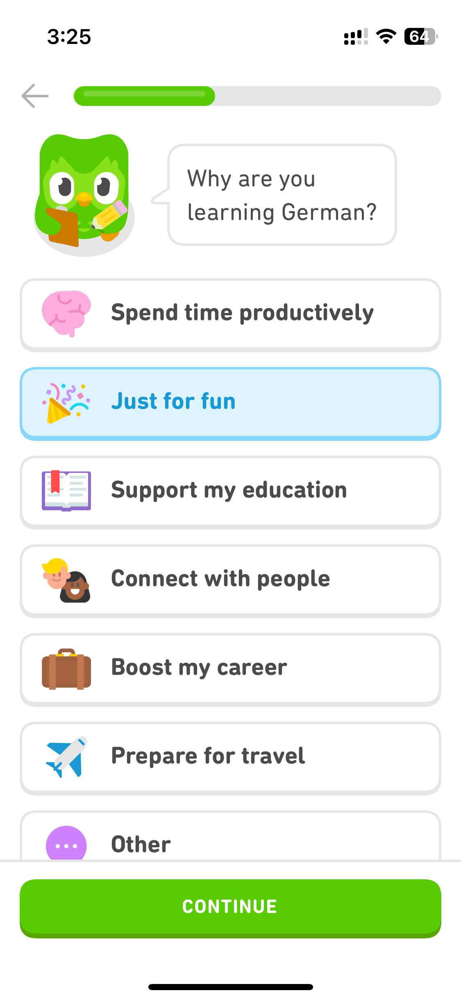 3:25
64
Why are you
learning German?
Spend time productively
Just for fun
Support my education
Connect with people
Boost my career
Prepare for travel
Other
CONTINUE